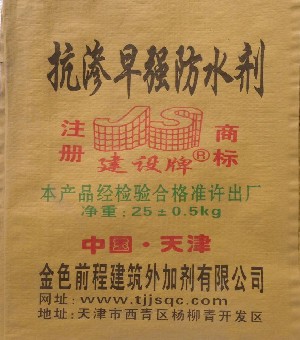 抗渗早强防水剂
注册 商标
建设牌®
本产品经检验合格准许出厂
净重:25±0.5kg
中国·天津
金色前程建筑外加剂有限公司
网址:www.tjjsqc.com
地址:天津市西青区杨柳青开发区